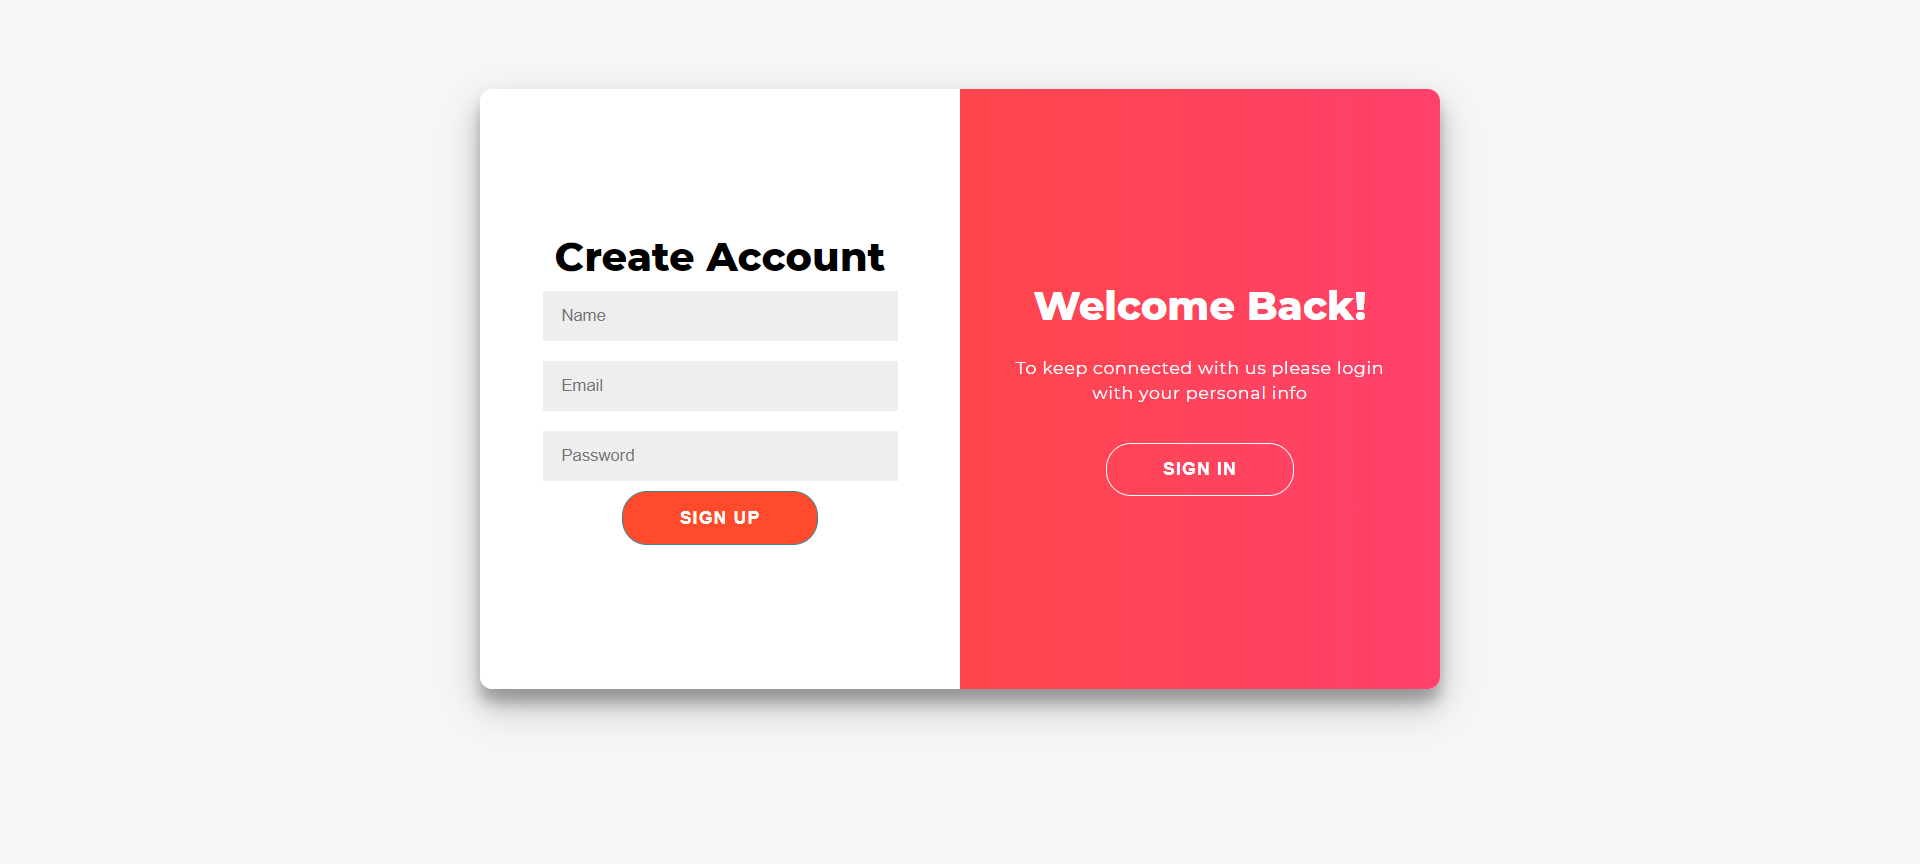 Create Account
Name
Email
Password
SIGN UP
Welcome Back!
To keep connected with us please login
with your personal info
SIGN IN